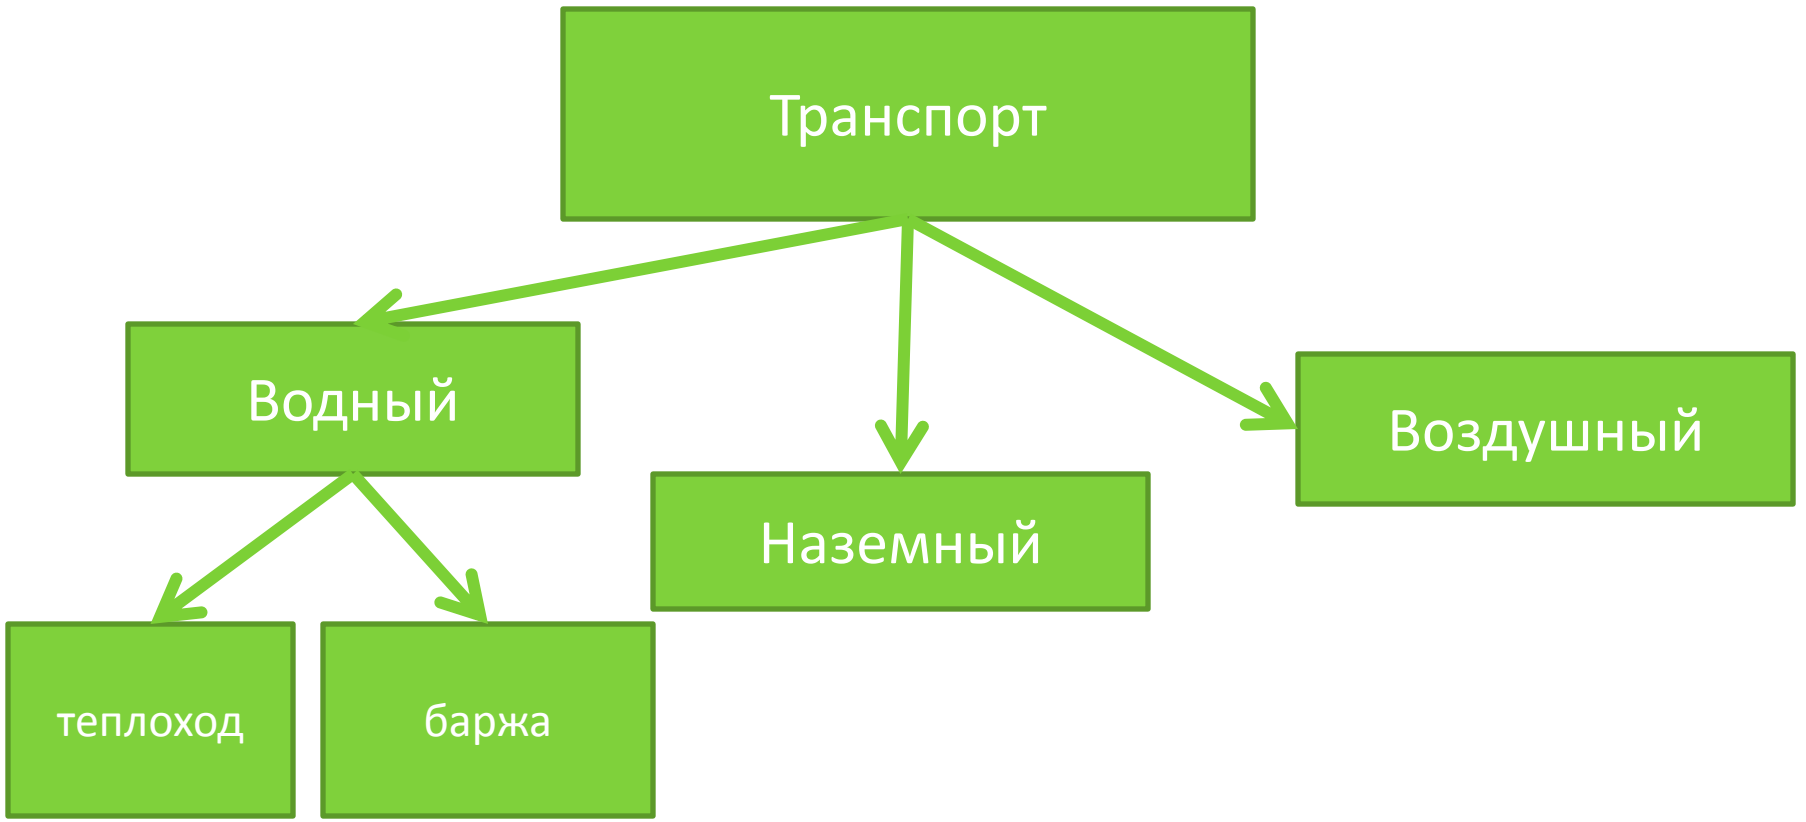 Транспорт
Водный
Воздушный
Наземный
теплоход
баржа